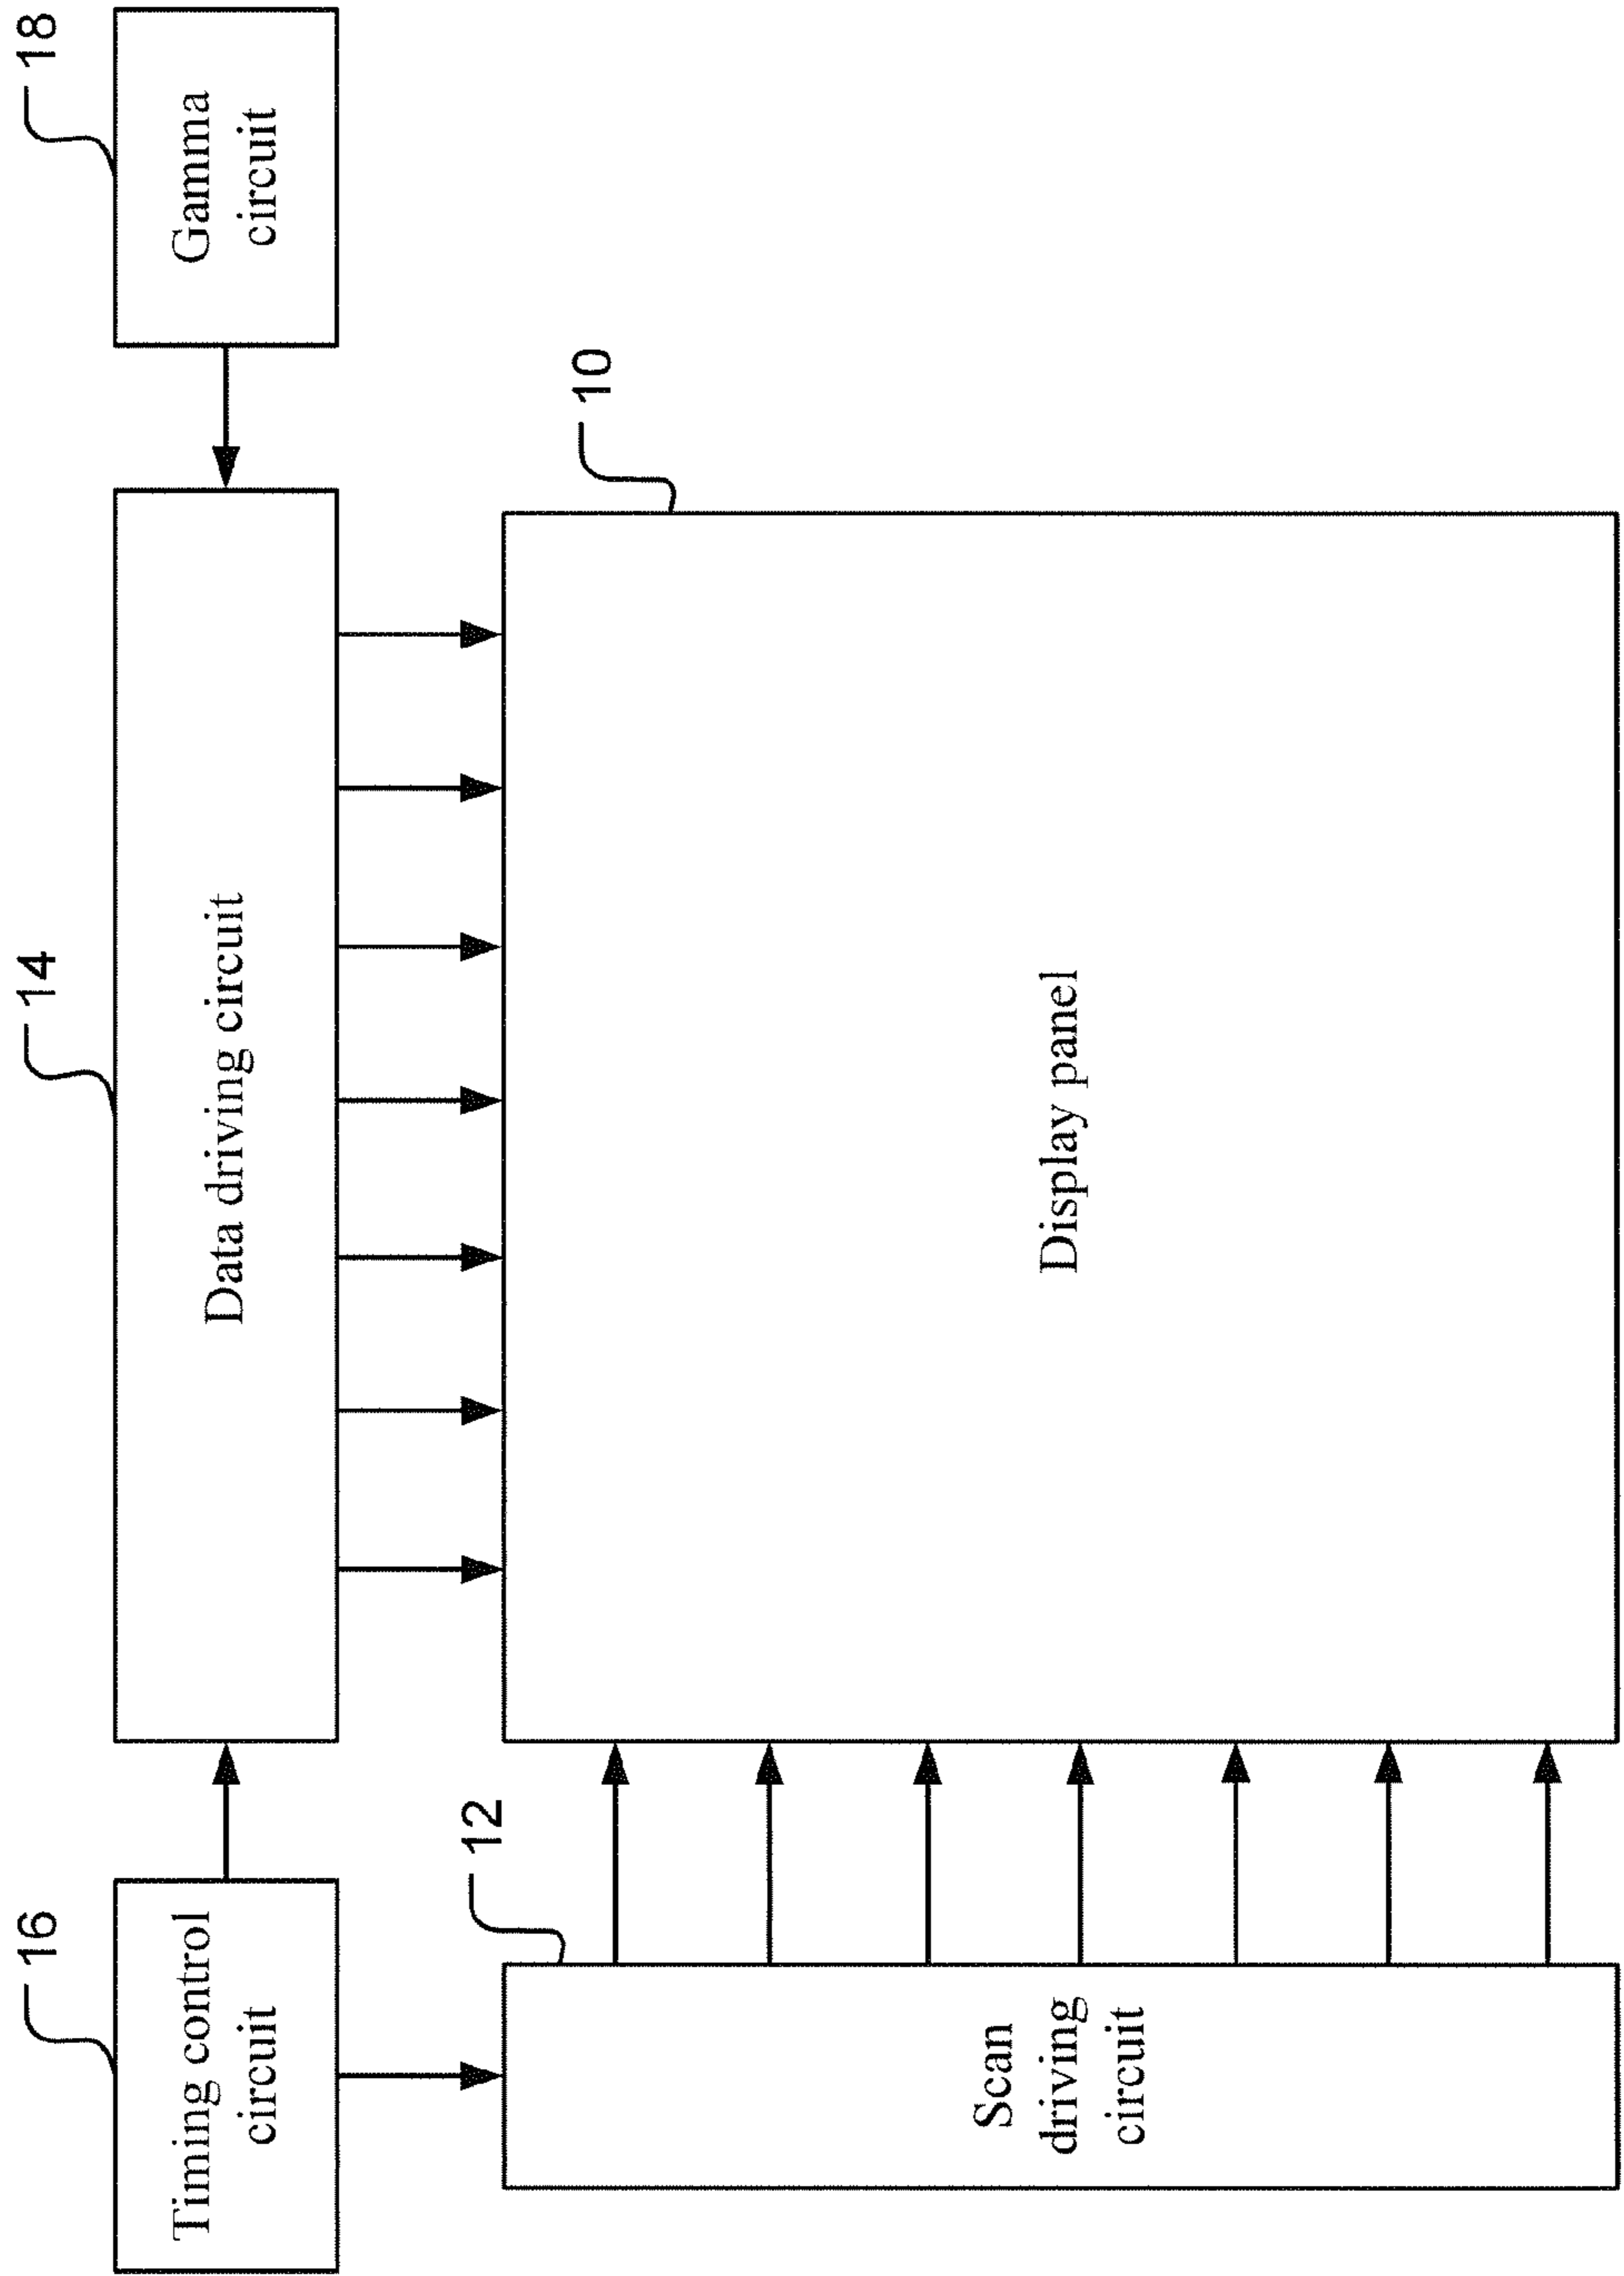 16
Timing control
circuit
14
Data driving circuit
18
Gamma
circuit
12
Scan
driving
circuit
10
Display panel